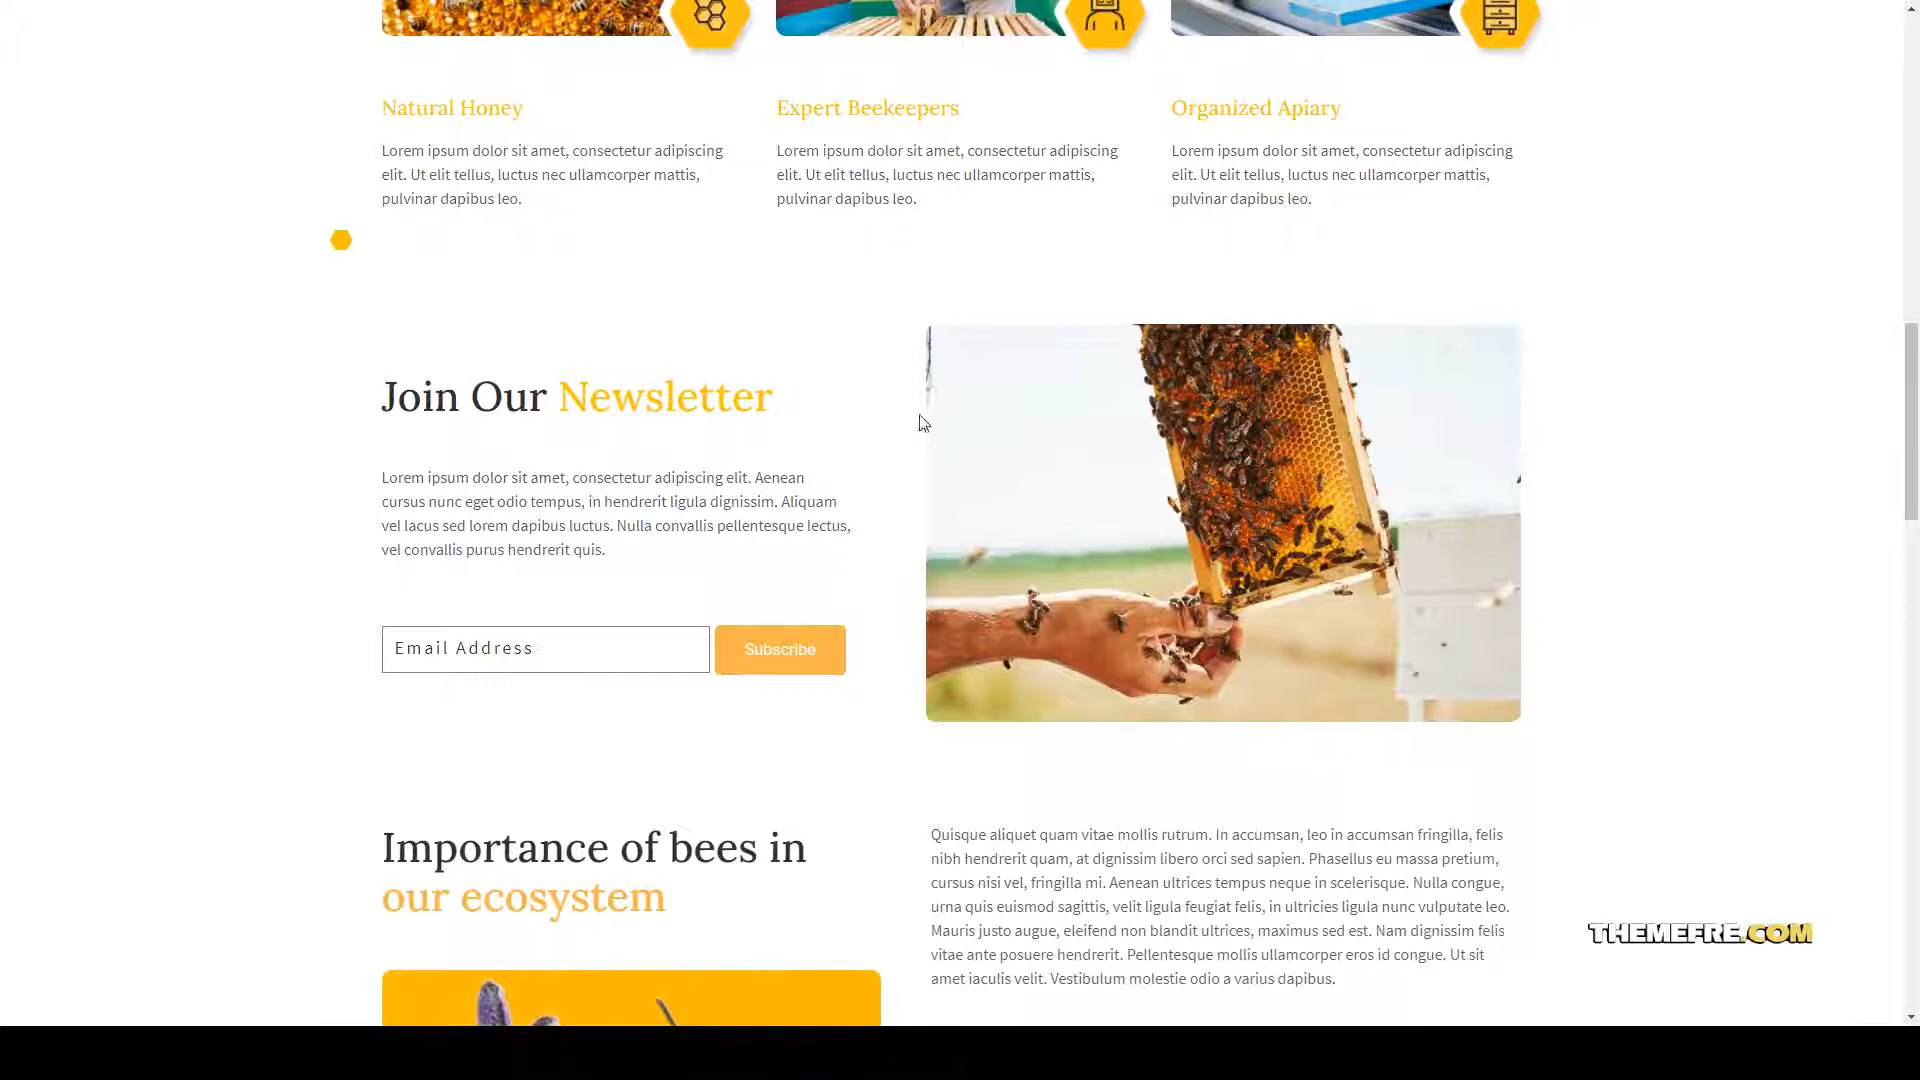 Natural Honey
Lorem ipsum dolor sit amet, consectetur adipiscing
elit. Ut elit tellus, luctus nec ullamcorper mattis,
pulvinar dapibus leo.
Expert Beekeepers
Lorem ipsum dolor sit amet, consectetur adipiscing
elit. Ut elit tellus, luctus nec ullamcorper mattis,
pulvinar dapibus leo.
Organized Apiary
Lorem ipsum dolor sit amet, consectetur adipiscing
elit. Ut elit tellus, luctus nec ullamcorper mattis,
pulvinar dapibus leo.
Join Our Newsletter
Lorem ipsum dolor sit amet, consectetur adipiscing elit. Aenean
cursus nunc eget odio tempus, in hendrerit ligula dignissim. Aliquam
vel lacus sed lorem dapibus luctus. Nulla convallis pellentesque lectus,
vel convallis purus hendrerit quis.
Email Address
Subscribe
Importance of bees in
our ecosystem
Quisque aliquet quam vitae mollis rutrum. In accumsan, leo in accumsan fringilla, felis
nibh hendrerit quam, at dignissim libero orci sed sapien. Phasellus eu massa pretium,
cursus nisi vel, fringilla mi. Aenean ultrices tempus neque in scelerisque. Nulla congue,
urna quis euismod sagittis, velit ligula feugiat felis, in ultricies ligula nunc vulputate leo.
Mauris justo augue, eleifend non blandit ultrices, maximus sed est. Nam dignissim felis
vitae ante posuere hendrerit. Pellentesque mollis ullamcorper eros id congue. Ut sit
amet iaculis velit. Vestibulum molestie odio a varius dapibus.
THEMEFRE.COM